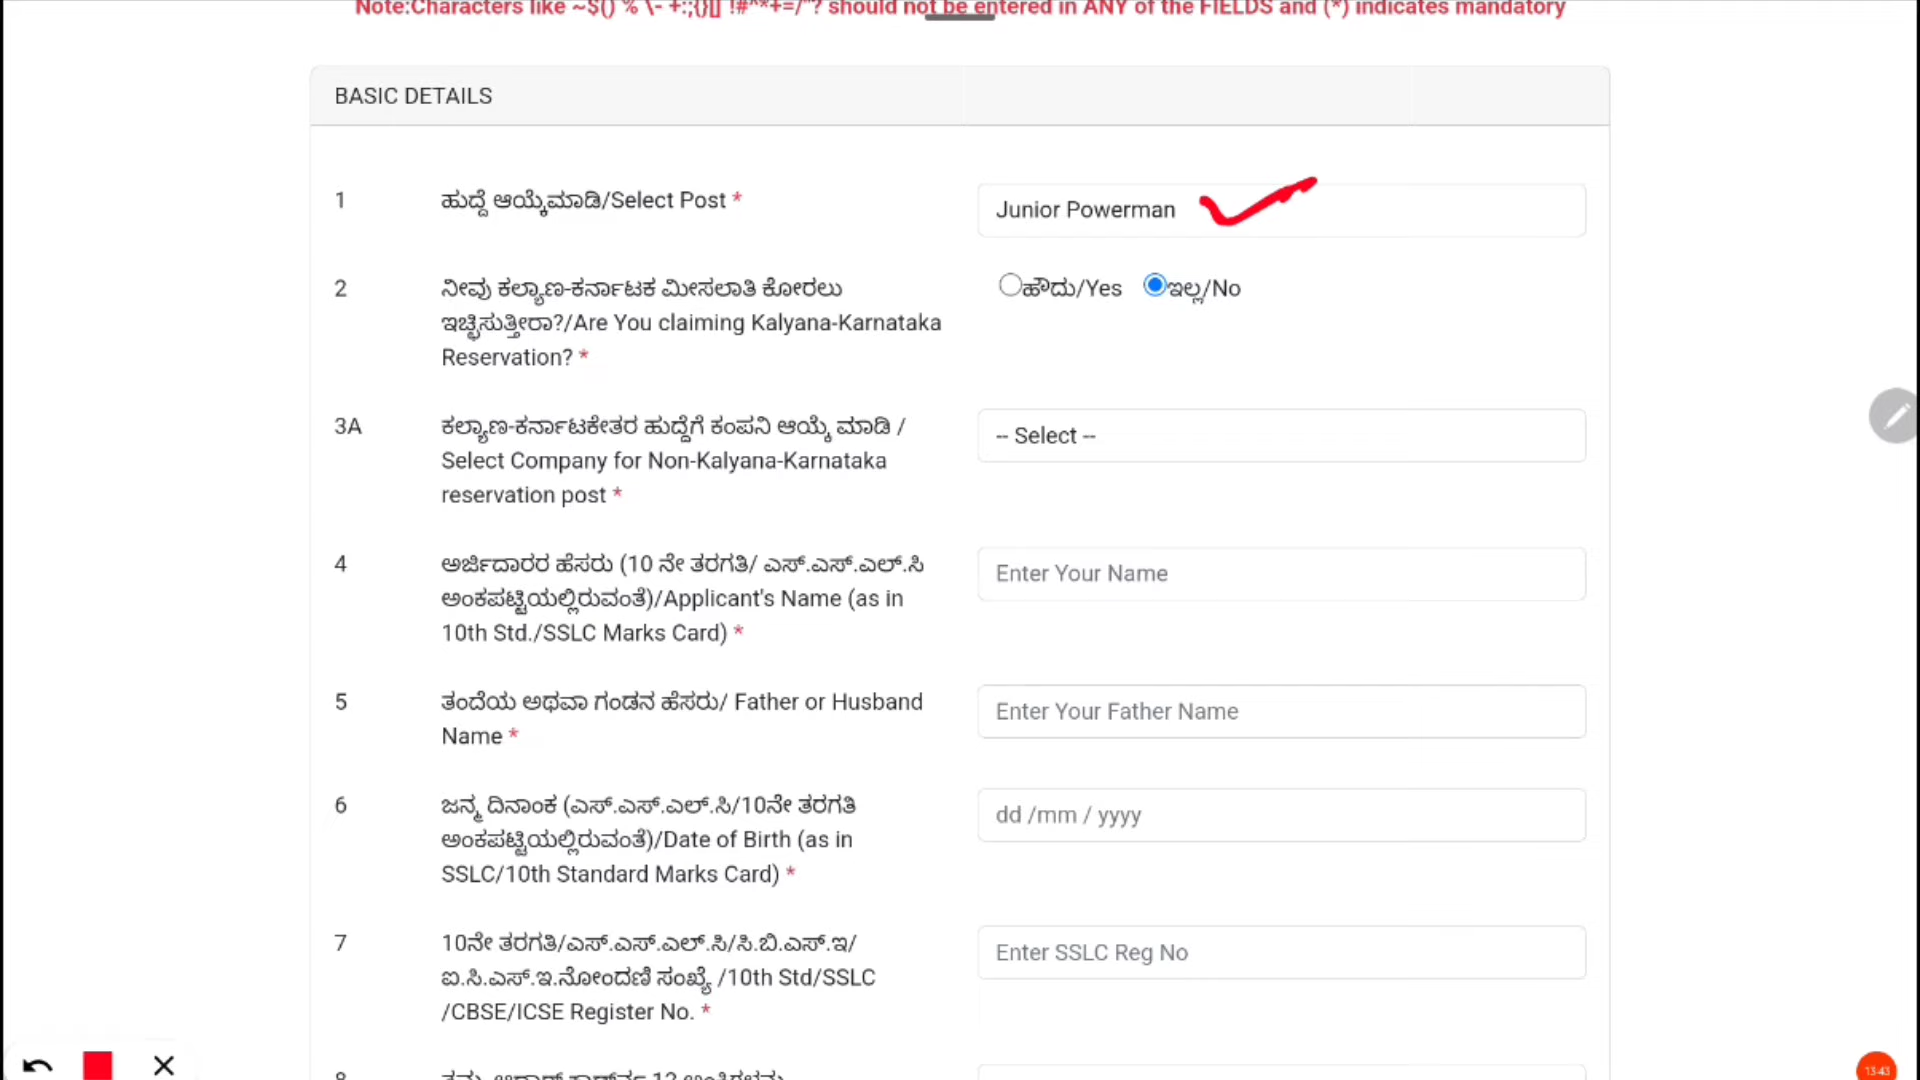 Note:Characters like ~$() % \- +:;{}[] !#^*+=/"? should not be entered in ANY of the FIELDS and (*) indicates mandatory
BASIC DETAILS
1
ಹುದ್ದೆ ಆಯ್ಕೆಮಾಡಿ/Select Post *
Junior Powerman
2
ನೀವು ಕಲ್ಯಾಣ-ಕರ್ನಾಟಕ ಮೀಸಲಾತಿ ಕೋರಲು
ಇಚ್ಛಿಸುತ್ತೀರಾ?/Are You claiming Kalyana-Karnataka
Reservation? *
ಹೌದು/Yes ಇಲ್ಲ/No
3A
ಕಲ್ಯಾಣ-ಕರ್ನಾಟಕೇತರ ಹುದ್ದೆಗೆ ಕಂಪನಿ ಆಯ್ಕೆ ಮಾಡಿ /
Select Company for Non-Kalyana-Karnataka
reservation post *
-- Select --
4
ಅರ್ಜಿದಾರರ ಹೆಸರು (10 ನೇ ತರಗತಿ/ ಎಸ್.ಎಸ್.ಎಲ್.ಸಿ
ಅಂಕಪಟ್ಟಿಯಲ್ಲಿರುವಂತೆ)/Applicant's Name (as in
10th Std./SSLC Marks Card) *
Enter Your Name
5
ತಂದೆಯ ಅಥವಾ ಗಂಡನ ಹೆಸರು/ Father or Husband
Name *
Enter Your Father Name
6
ಜನ್ಮ ದಿನಾಂಕ (ಎಸ್.ಎಸ್.ಎಲ್.ಸಿ/10ನೇ ತರಗತಿ
ಅಂಕಪಟ್ಟಿಯಲ್ಲಿರುವಂತೆ)/Date of Birth (as in
SSLC/10th Standard Marks Card) *
dd /mm / yyyy
7
10ನೇ ತರಗತಿ/ಎಸ್.ಎಸ್.ಎಲ್.ಸಿ/ಸಿ.ಬಿ.ಎಸ್.ಇ/
ಐ.ಸಿ.ಎಸ್.ಇ.ನೋಂದಣಿ ಸಂಖ್ಯೆ /10th Std/SSLC
/CBSE/ICSE Register No. *
Enter SSLC Reg No
8
13:43